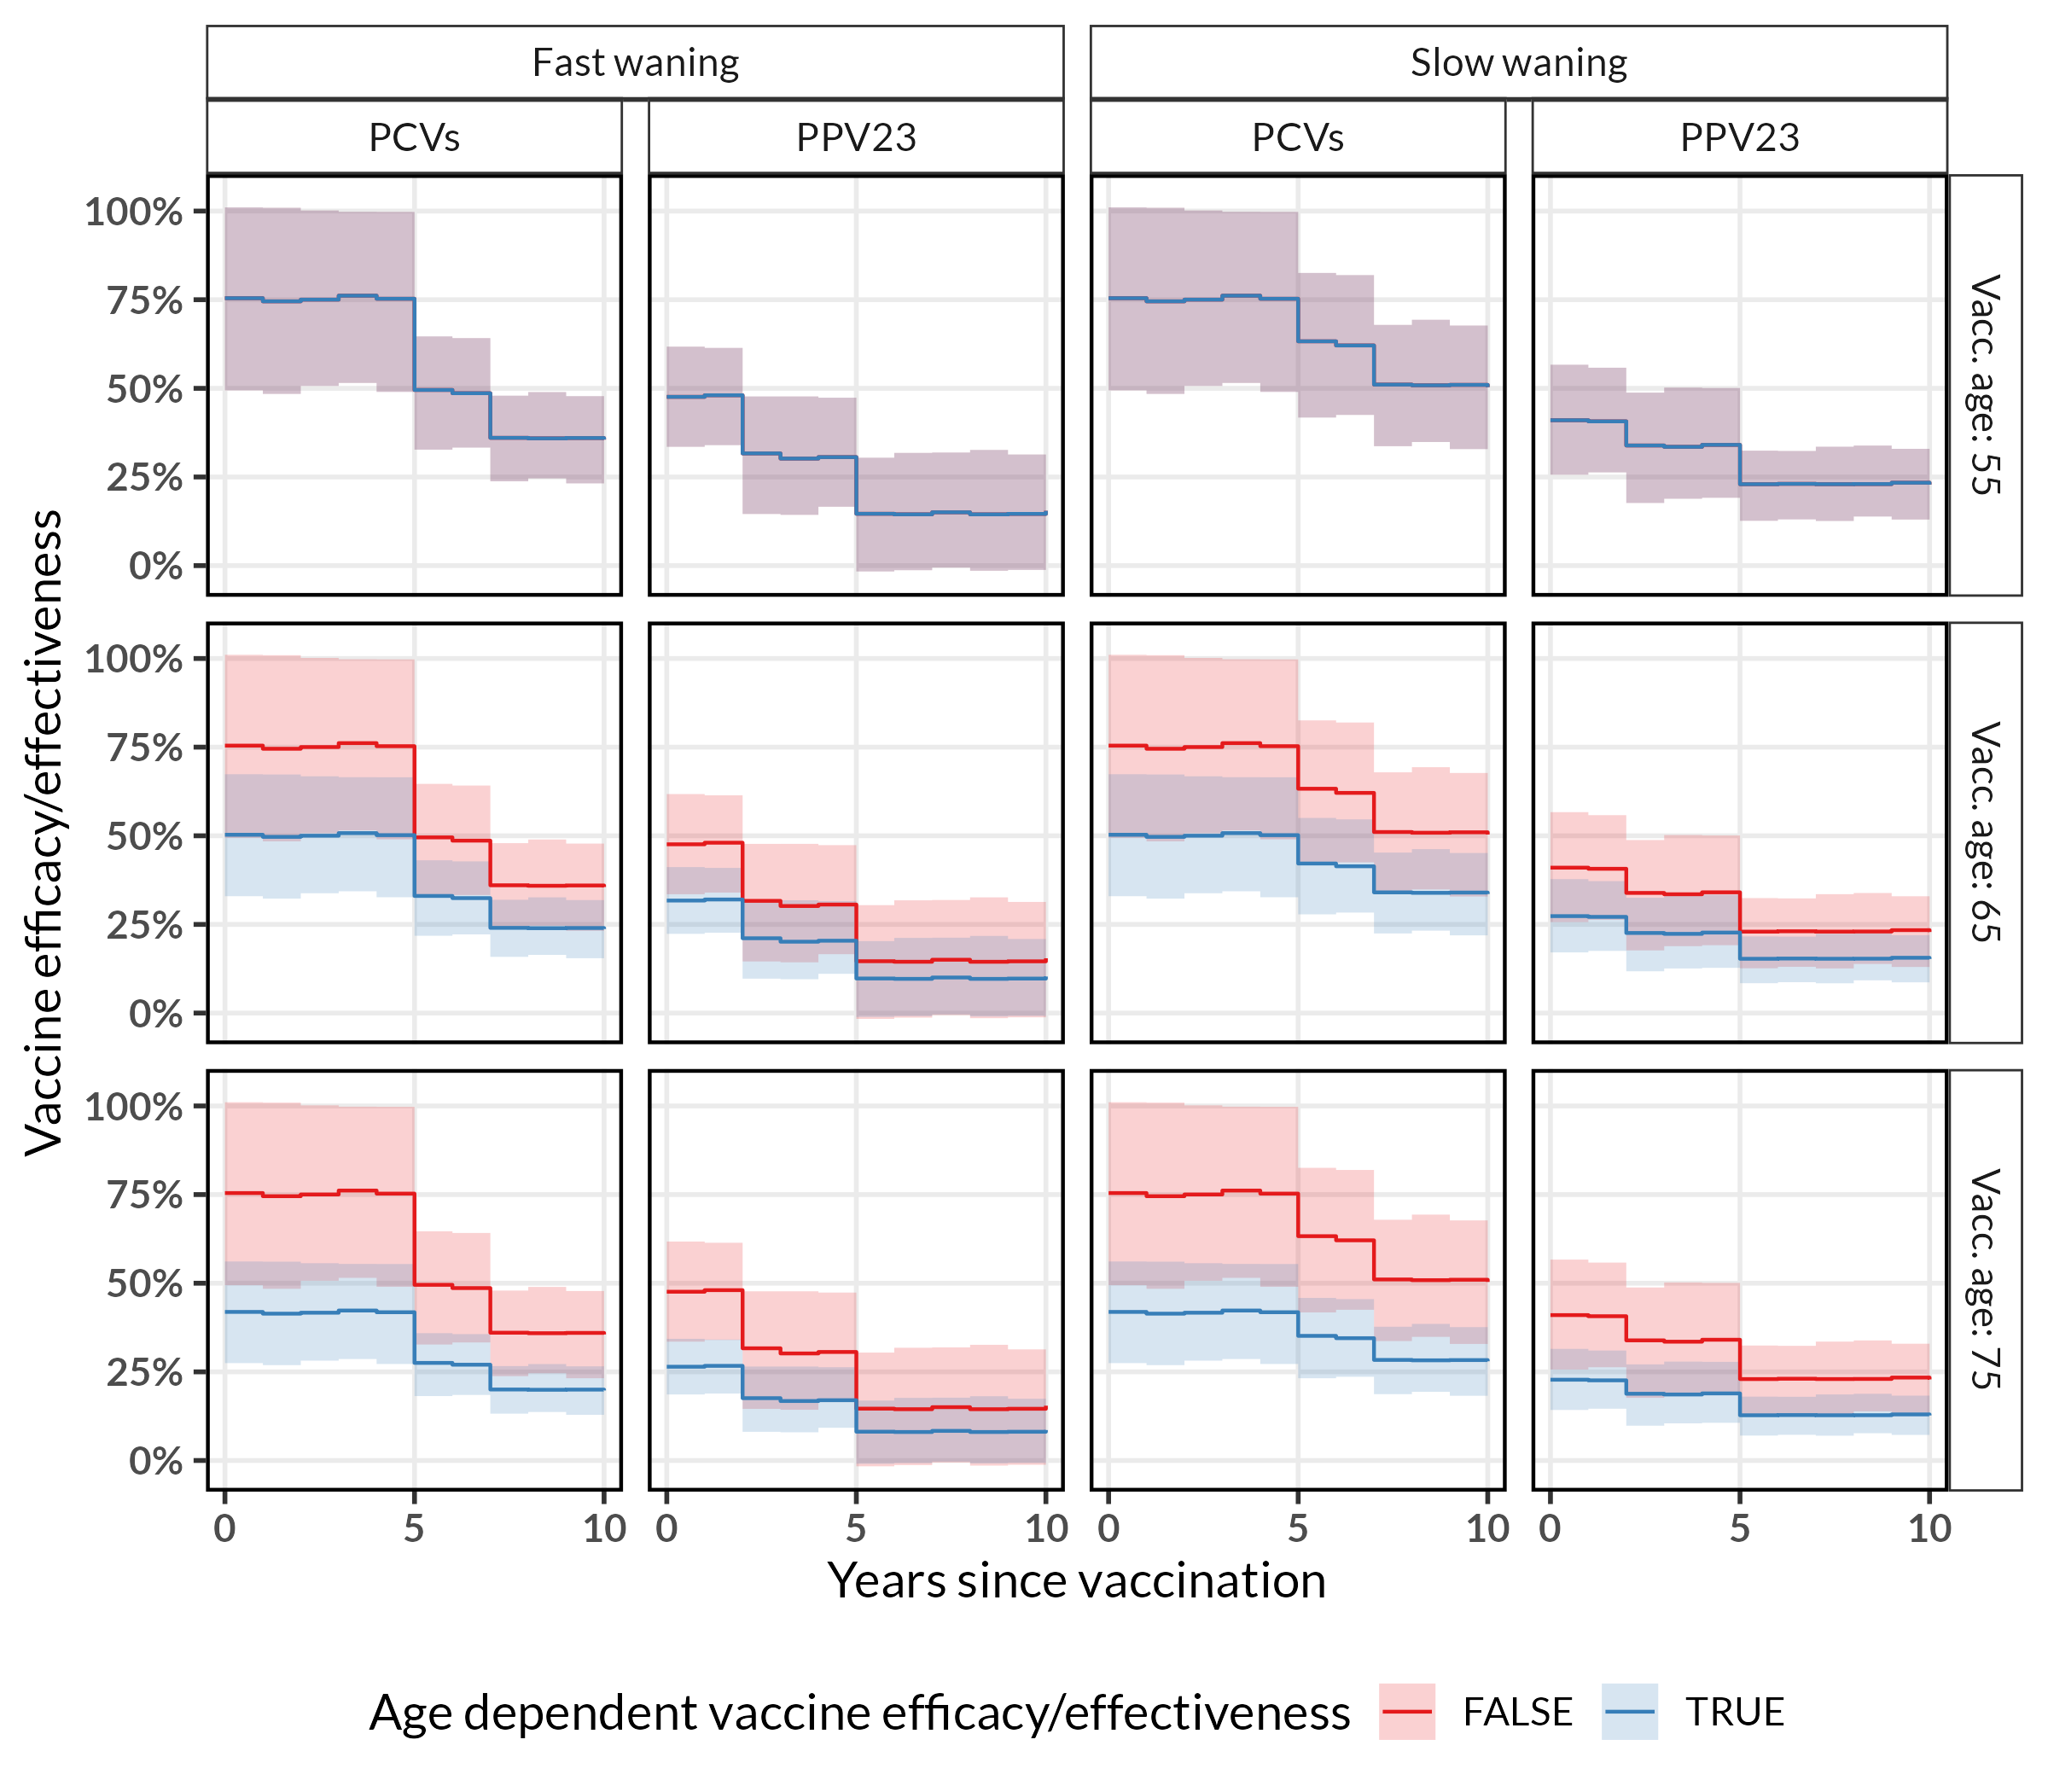 Fast waning
Slow waning
PCVs
PPV23
PCVs
PPV23
Vaccine efficacy/effectiveness
100%
75%
50%
25%
0%
Vacc. age: 55
100%
75%
50%
25%
0%
Vacc. age: 65
100%
75%
50%
25%
0%
Vacc. age: 75
0 5 10 0 5 10 0 5 10 0 5 10
Years since vaccination
Age dependent vaccine efficacy/effectiveness FALSE TRUE